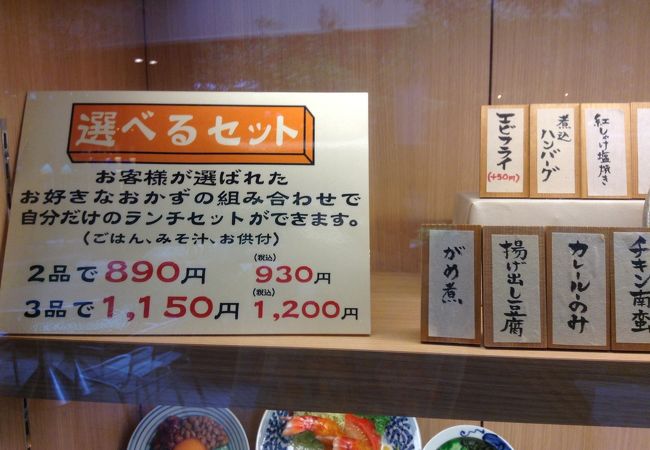 選べるセット
お客様が選ばれた
お好きなおかずの組み合わせで
自分だけのランチセットができます。
(ごはん、みそ汁、お供付)
2品で890円 (税込)930円
3品で1,150円 (税込)1,200円
エビフライ
(+50円)
煮込
ハンバーグ
紅しゃけ塩焼き
がめ煮
揚げ出し豆腐
カレールーのみ
チキン南蛮